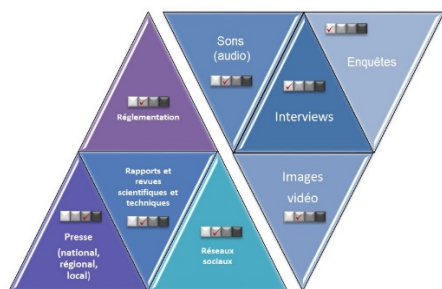 Sons
(audio)
Enquêtes
Interviews
Réglementation
Rapports et
revues
scientifiques et
techniques
Images
vidéo
Presse
(national,
régional,
local)
Réseaux
sociaux